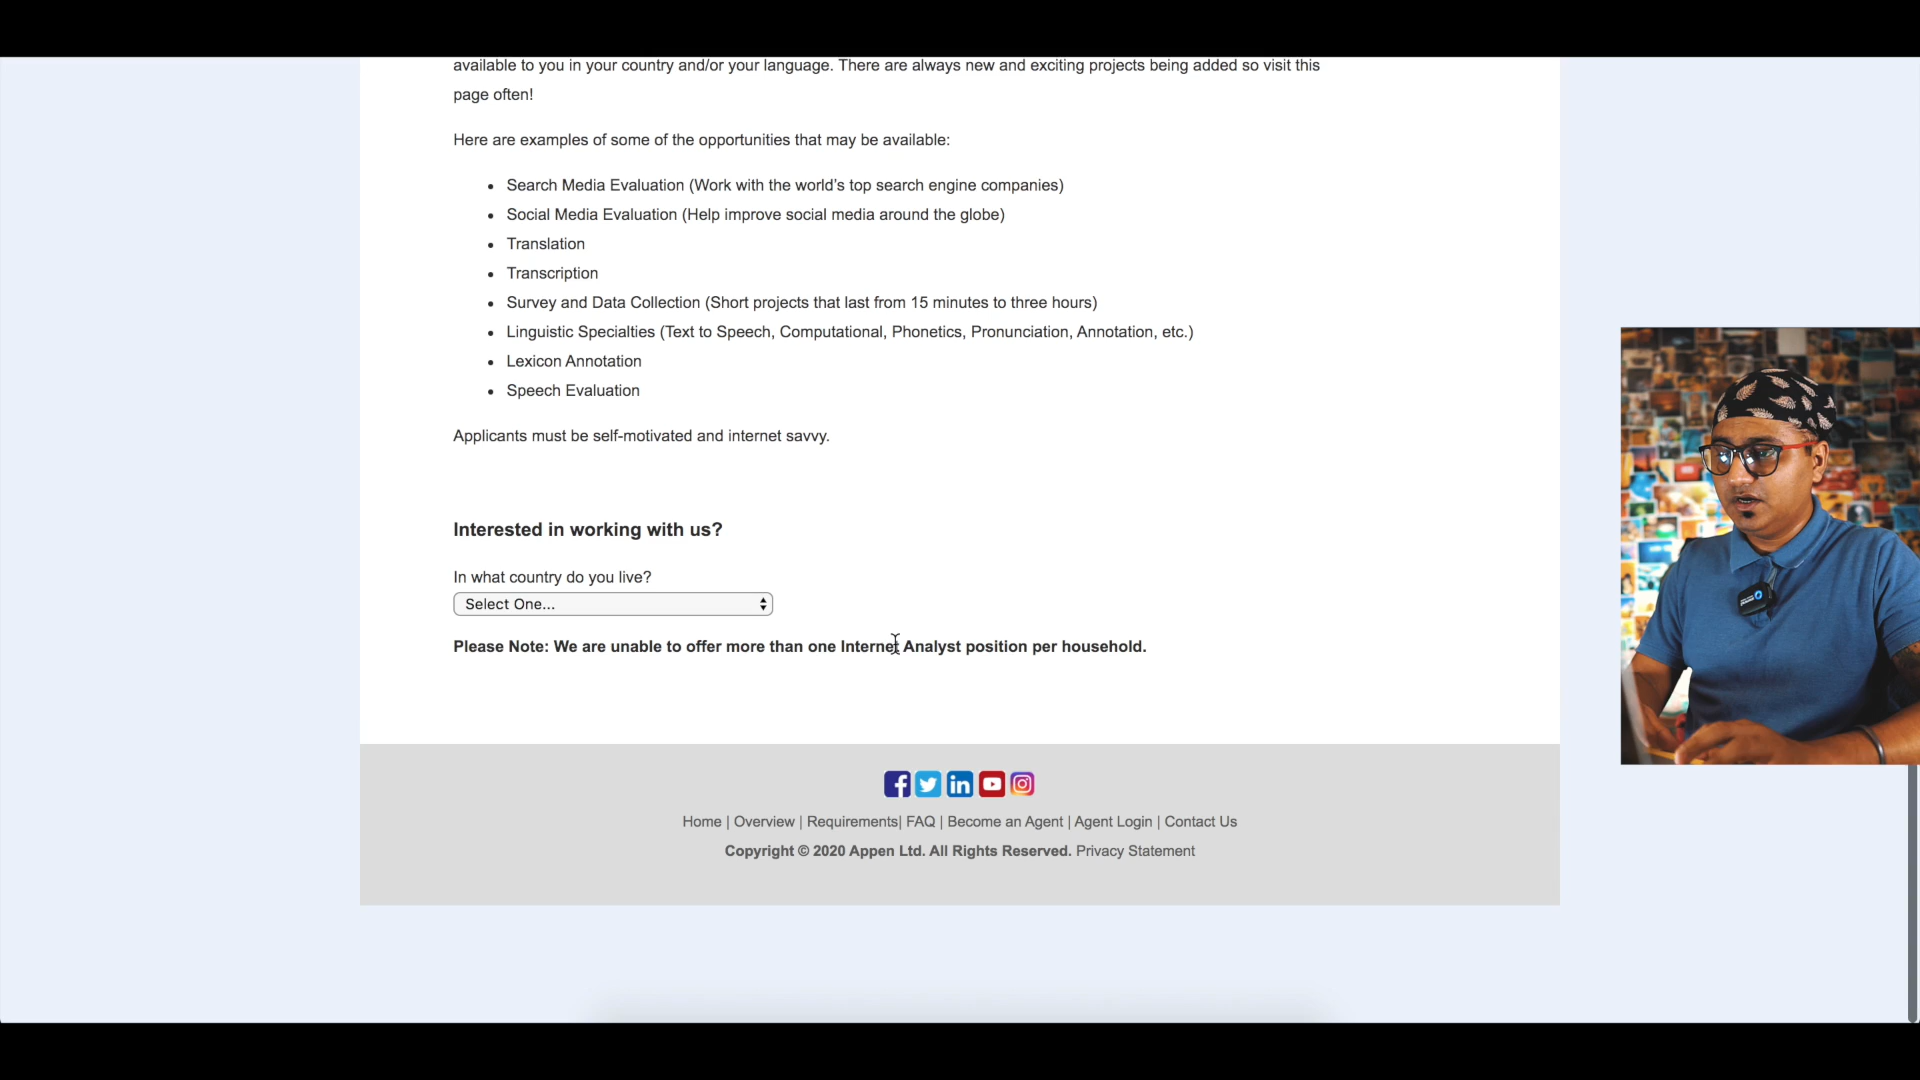 available to you in your country and/or your language. There are always new and exciting projects being added so visit this
page often!
Here are examples of some of the opportunities that may be available:
• Search Media Evaluation (Work with the world’s top search engine companies)
• Social Media Evaluation (Help improve social media around the globe)
• Translation
• Transcription
• Survey and Data Collection (Short projects that last from 15 minutes to three hours)
• Linguistic Specialties (Text to Speech, Computational, Phonetics, Pronunciation, Annotation, etc.)
• Lexicon Annotation
• Speech Evaluation
Applicants must be self-motivated and internet savvy.
Interested in working with us?
In what country do you live?
Select One...
Please Note: We are unable to offer more than one Internet Analyst position per household.
Home | Overview | Requirements| FAQ | Become an Agent | Agent Login | Contact Us
Copyright © 2020 Appen Ltd. All Rights Reserved. Privacy Statement